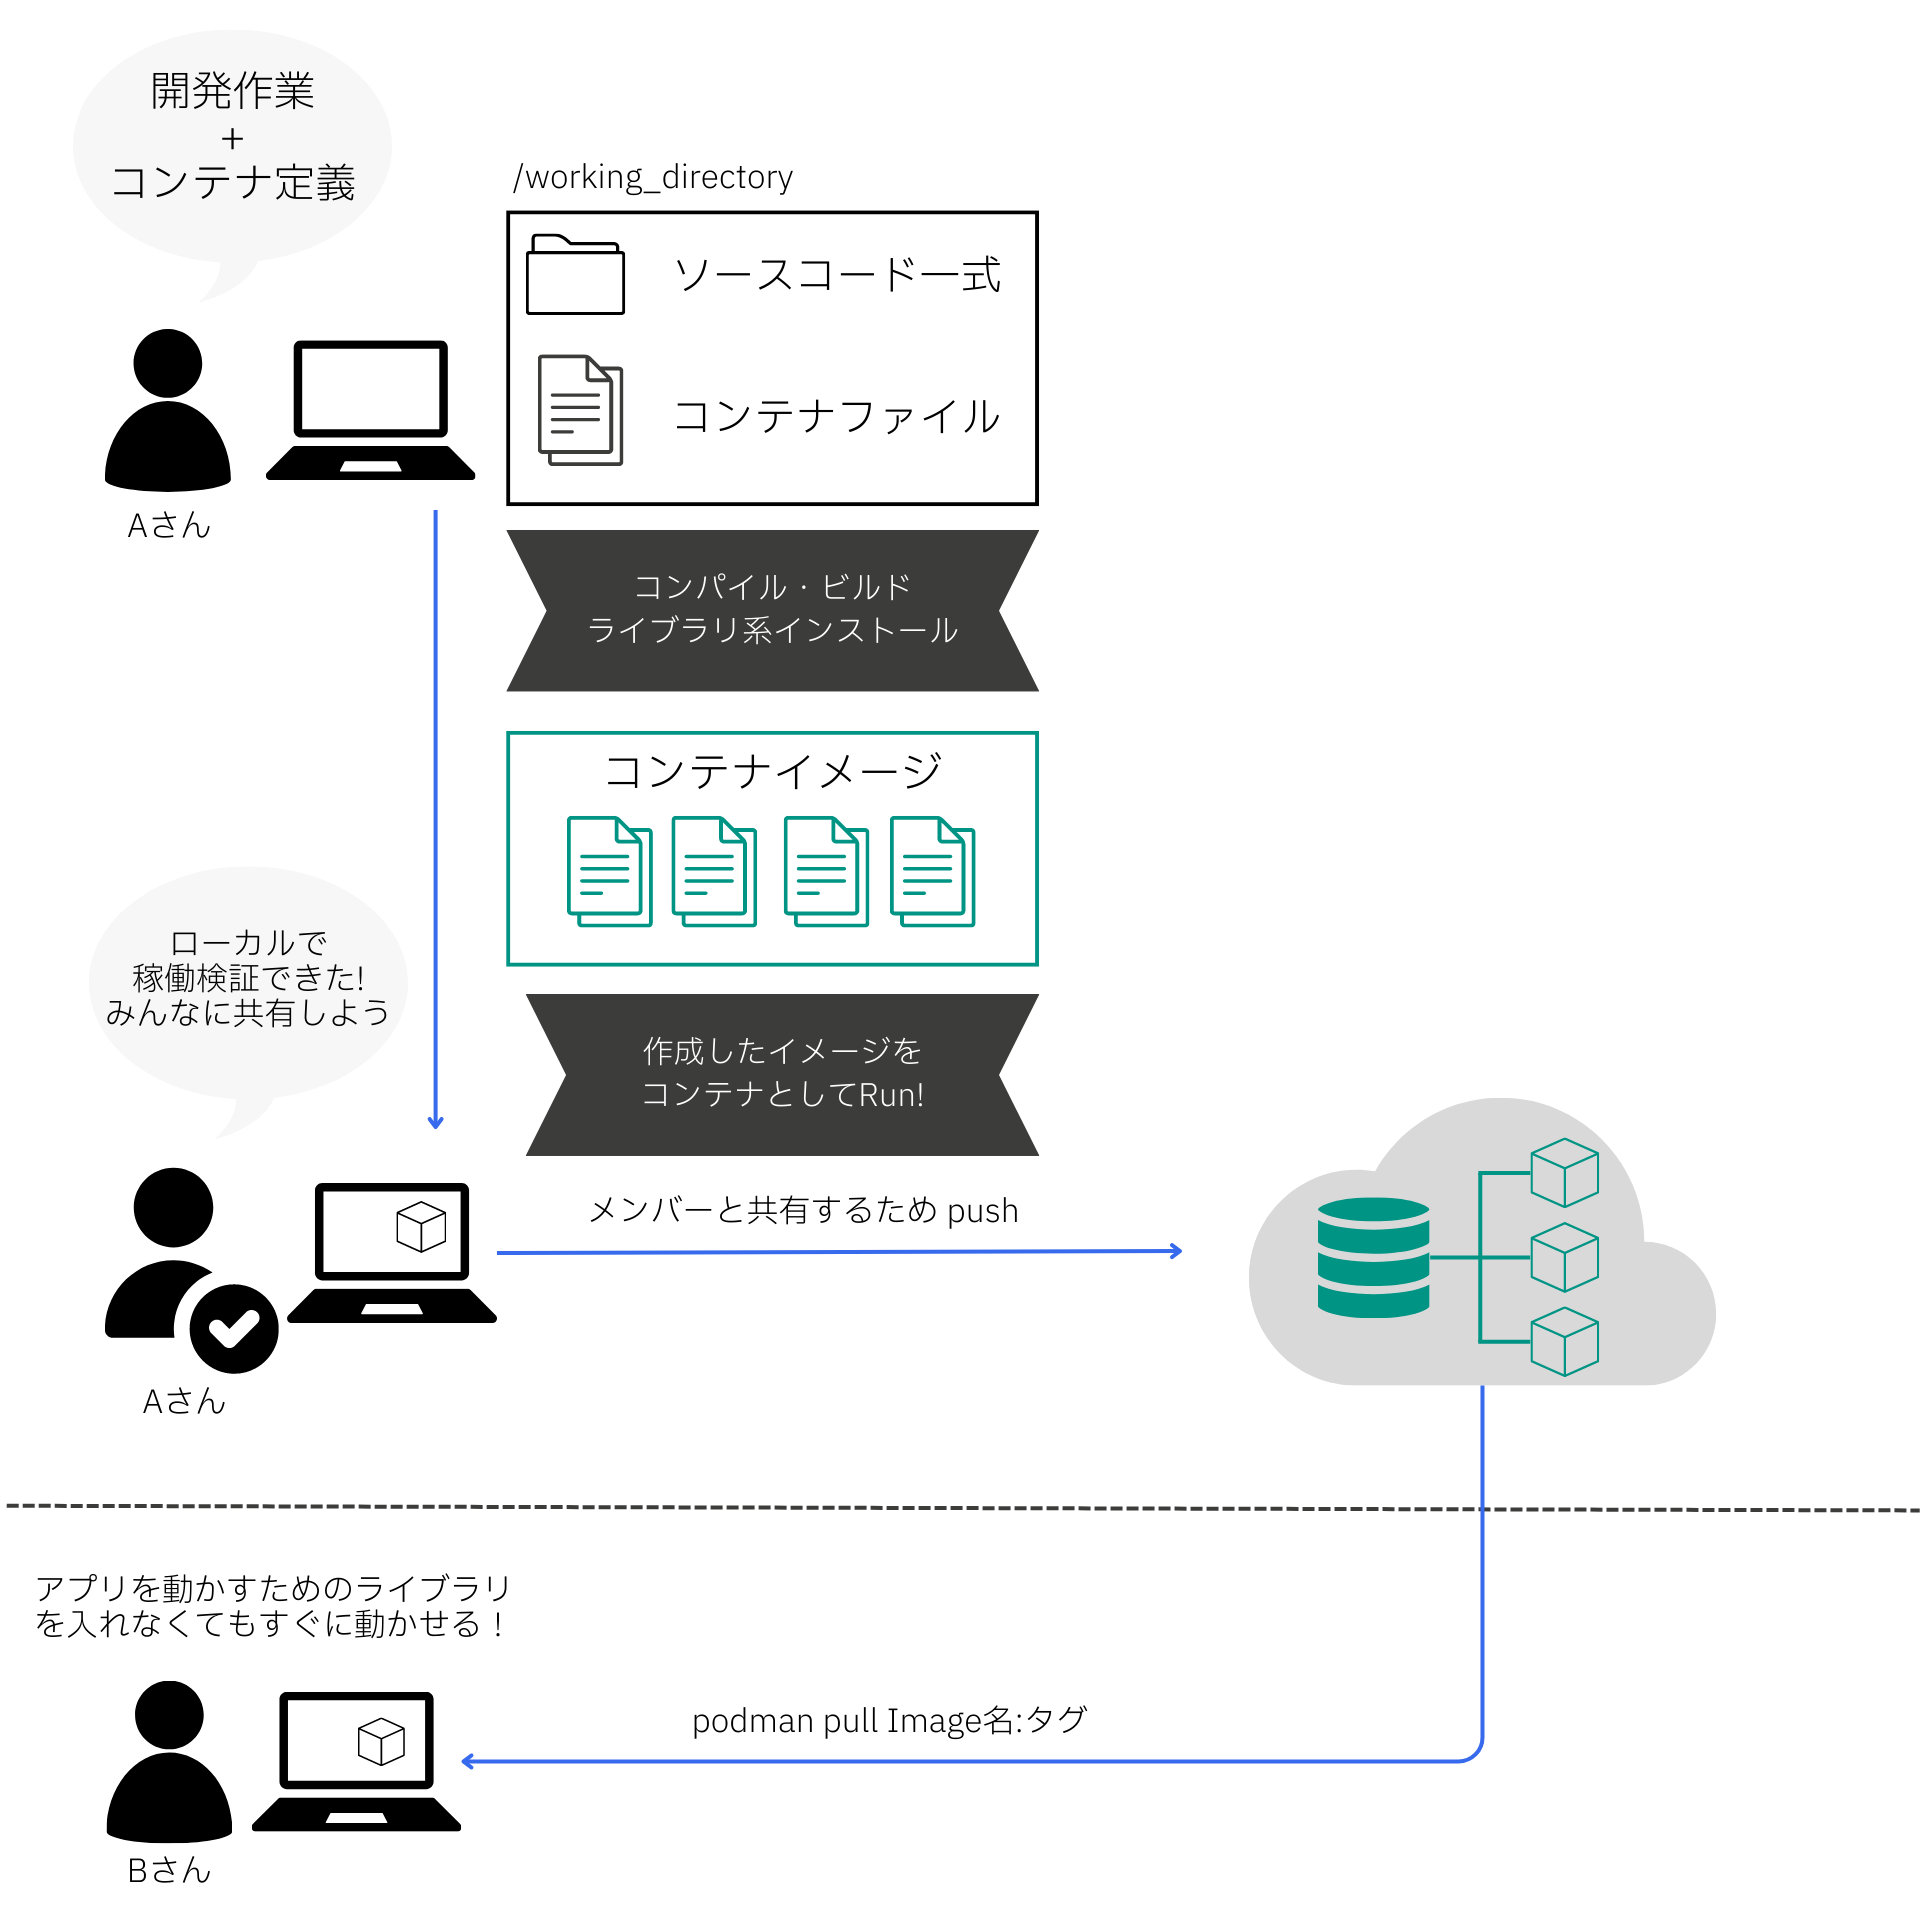 開発作業
+
コンテナ定義
/working_directory
ソースコード一式
コンテナファイル
Aさん
コンパイル・ビルド
ライブラリ系インストール
コンテナイメージ
ローカルで
稼働検証できた!
みんなに共有しよう
作成したイメージを
コンテナとしてRun!
メンバーと共有するため push
Aさん
アプリを動かすためのライブラリ
を入れなくてもすぐに動かせる！
podman pull Image名:タグ
Bさん